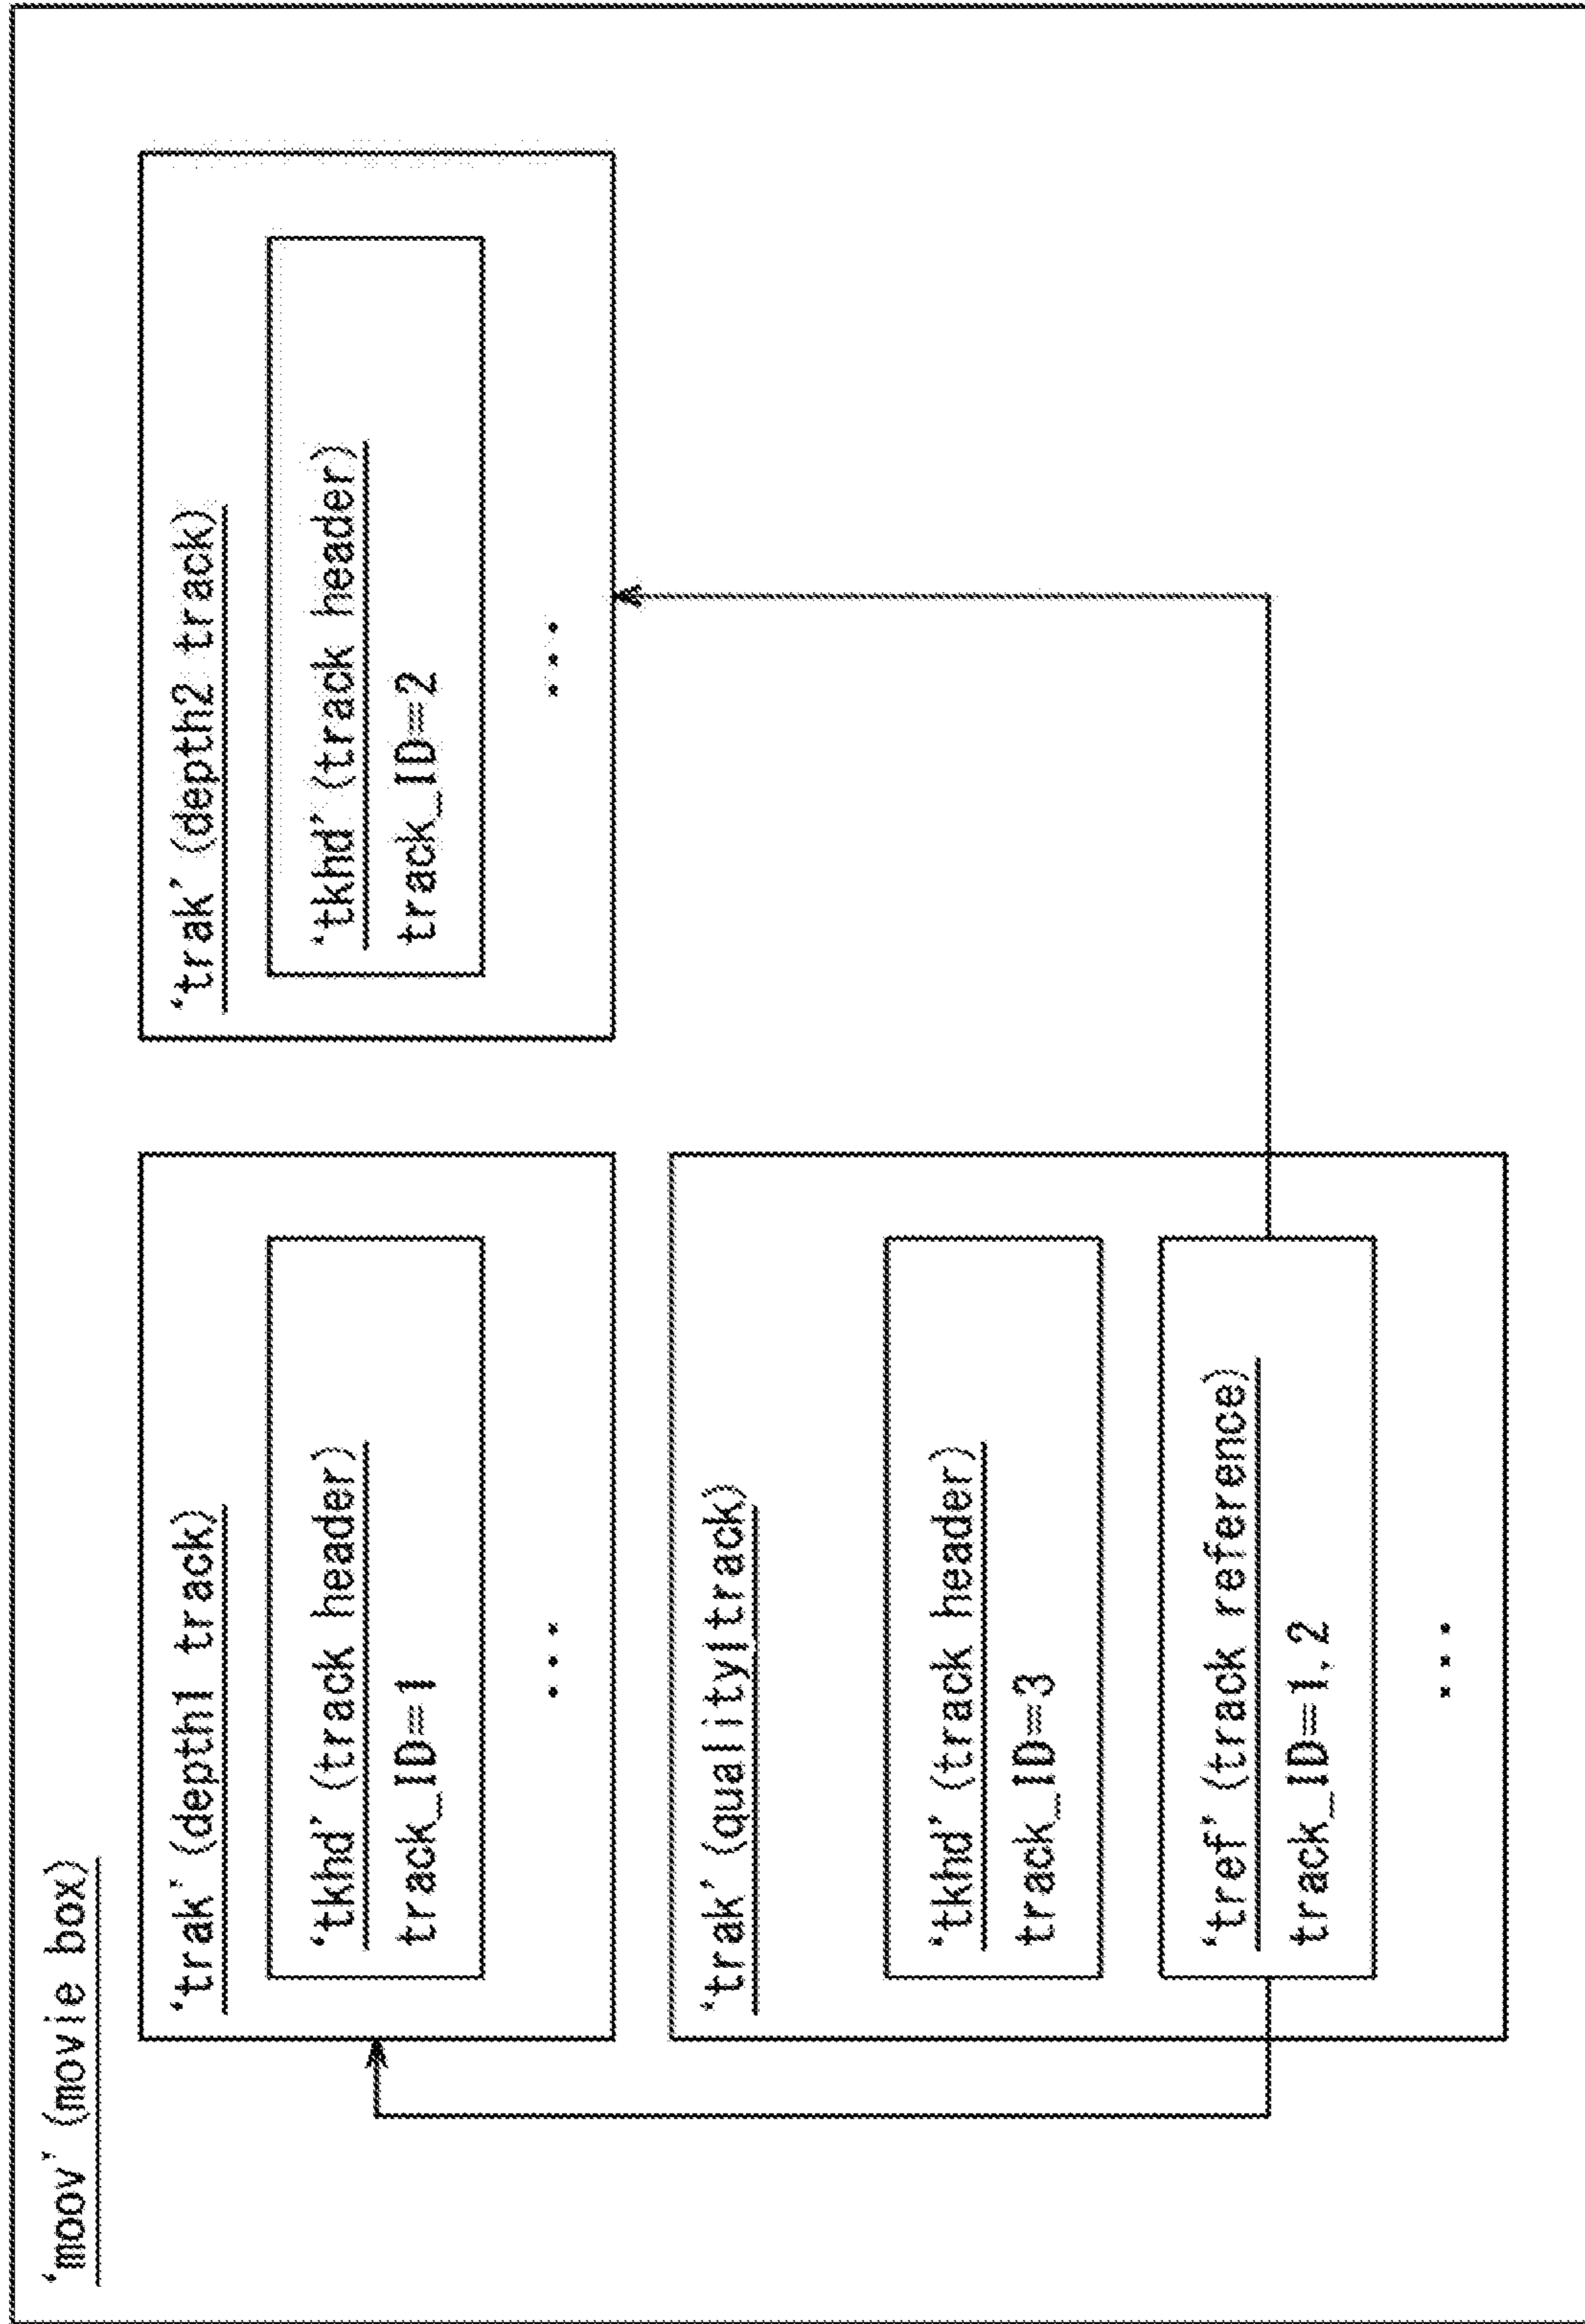 ‘moov’ (movie box)
‘trak’ (depth1 track)
‘tkhd’ (track header)
track_ID=1
...
‘trak’ (depth2 track)
‘tkhd’ (track header)
track_ID=2
...
‘trak’ (quality|track)
‘tkhd’ (track header)
track_ID=3
‘tref’ (track reference)
track_ID=1,2
...